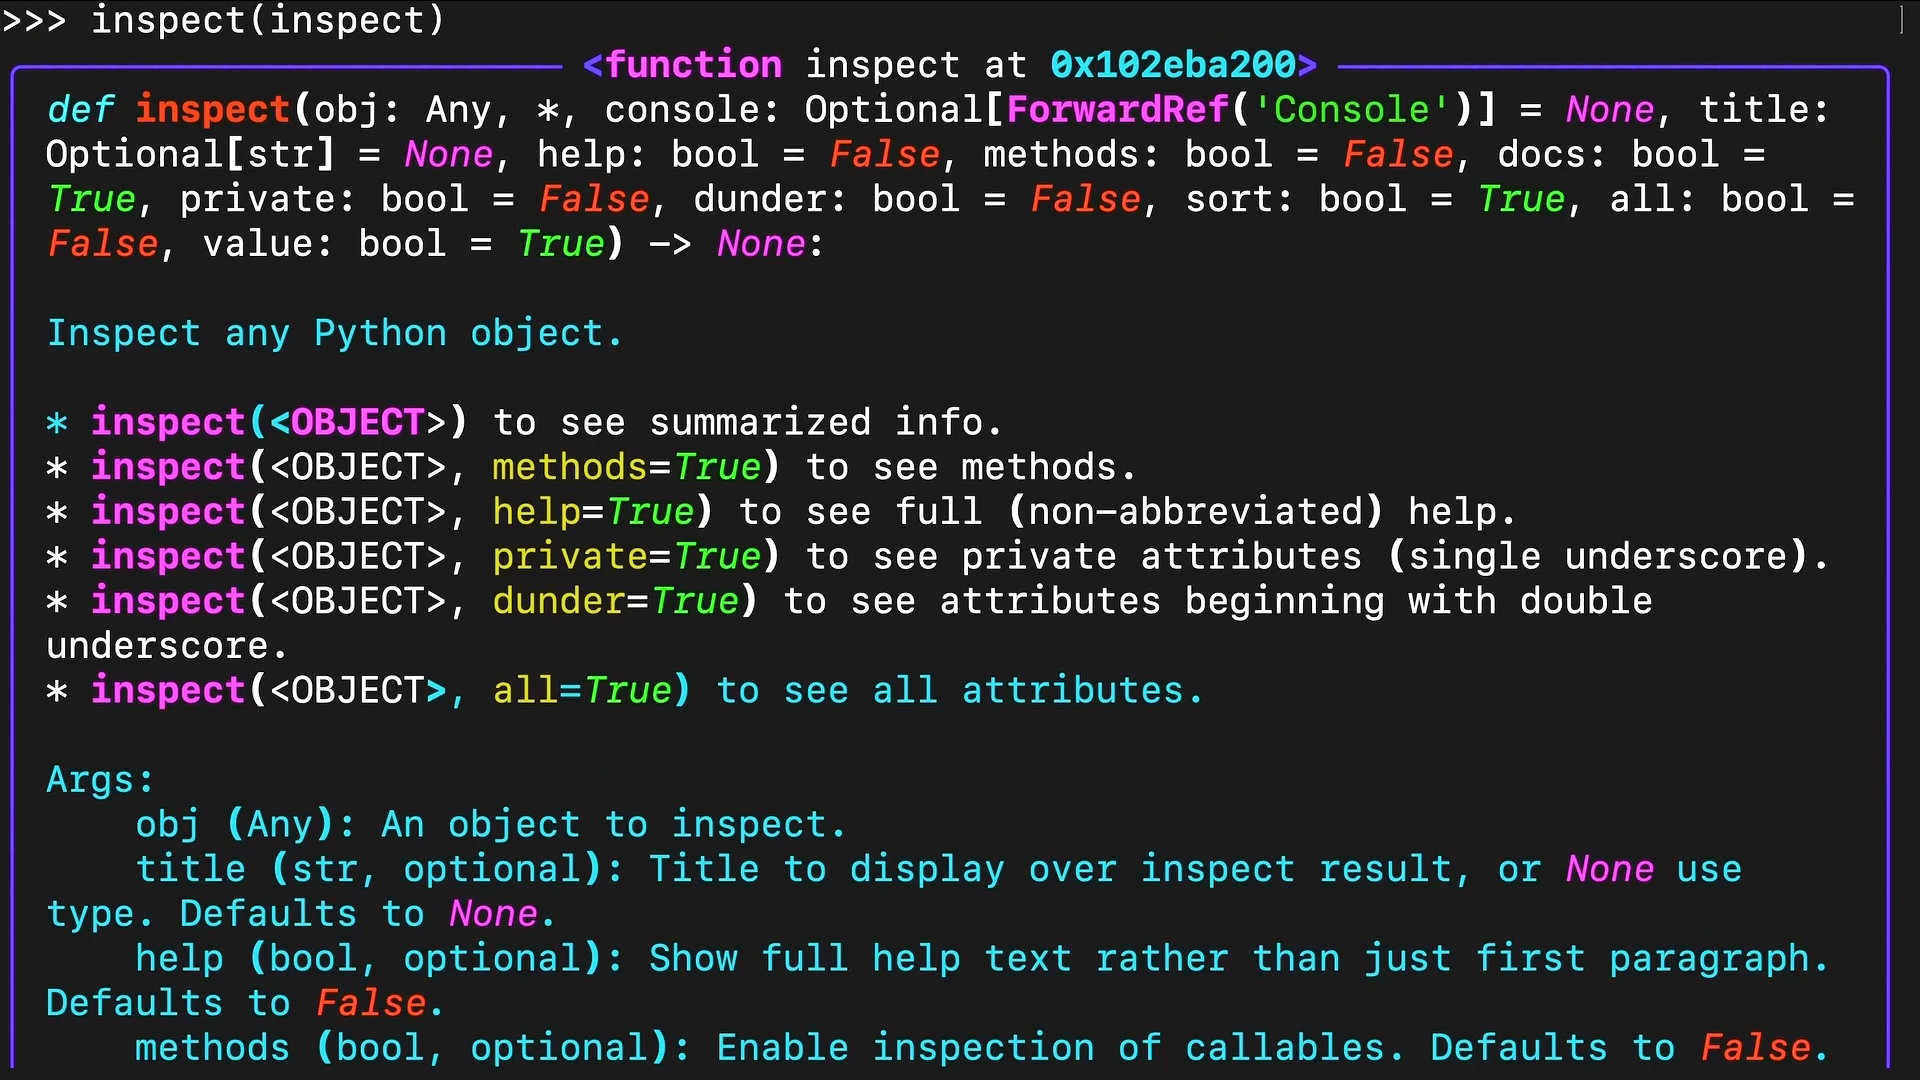 >>> inspect(inspect)
<function inspect at 0x102eba200>
def inspect(obj: Any, *, console: Optional[ForwardRef('Console')] = None, title:
Optional[str] = None, help: bool = False, methods: bool = False, docs: bool =
True, private: bool = False, dunder: bool = False, sort: bool = True, all: bool =
False, value: bool = True) -> None:
Inspect any Python object.
* inspect(<OBJECT>) to see summarized info.
* inspect(<OBJECT>, methods=True) to see methods.
* inspect(<OBJECT>, help=True) to see full (non-abbreviated) help.
* inspect(<OBJECT>, private=True) to see private attributes (single underscore).
* inspect(<OBJECT>, dunder=True) to see attributes beginning with double
underscore.
* inspect(<OBJECT>, all=True) to see all attributes.
Args:
    obj (Any): An object to inspect.
    title (str, optional): Title to display over inspect result, or None use
type. Defaults to None.
    help (bool, optional): Show full help text rather than just first paragraph.
Defaults to False.
    methods (bool, optional): Enable inspection of callables. Defaults to False.